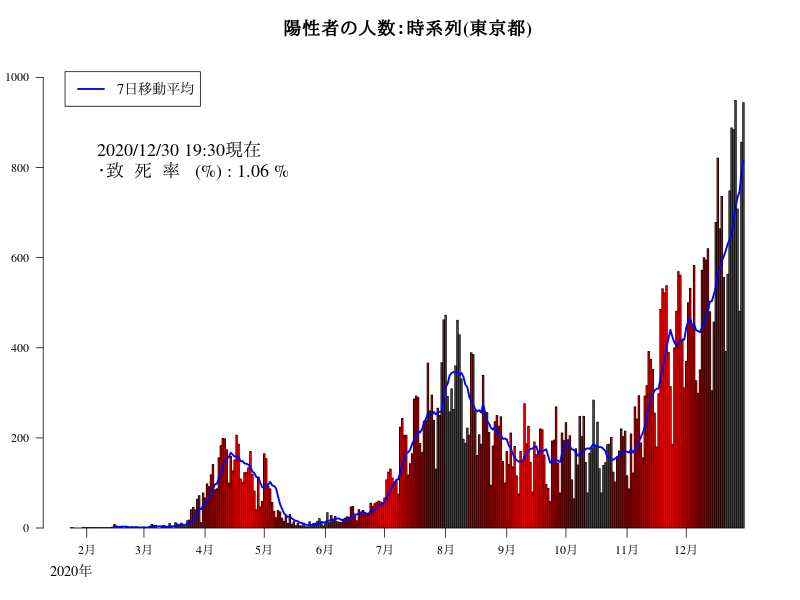 陽性者の人数:時系列(東京都)
1000
7日移動平均
2020/12/30 19:30現在
・致 死 率 (%) : 1.06 %
800
600
400
200
0
2月 3月 4月 5月 6月 7月 8月 9月 10月 11月 12月
2020年